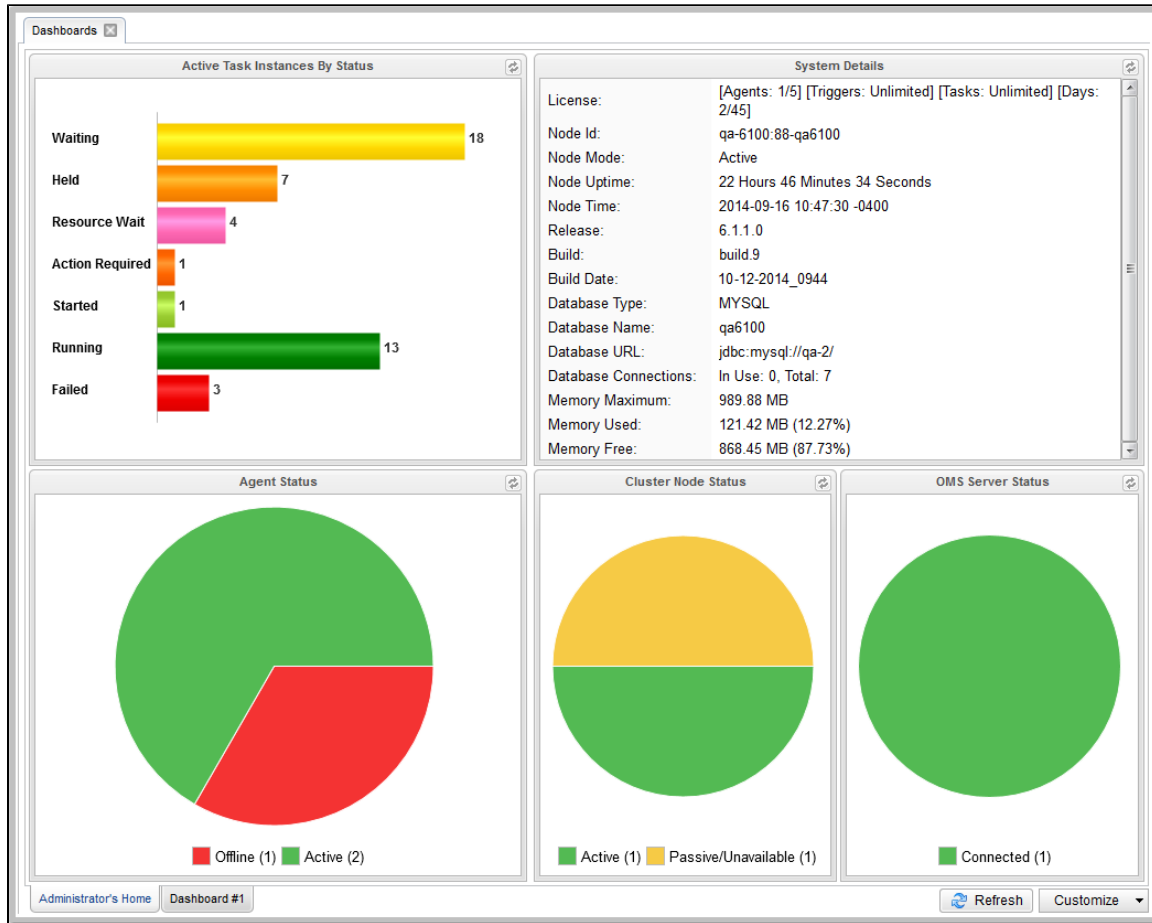 Dashboards
Active Task Instances By Status
Waiting 18
Held 7
Resource Wait 4
Action Required 1
Started 1
Running 13
Failed 3
System Details
License: [Agents: 1/5] [Triggers: Unlimited] [Tasks: Unlimited] [Days:
2/45]
Node Id: qa-6100:88-qa6100
Node Mode: Active
Node Uptime: 22 Hours 46 Minutes 34 Seconds
Node Time: 2014-09-16 10:47:30 -0400
Release: 6.1.1.0
Build: build.9
Build Date: 10-12-2014_0944
Database Type: MYSQL
Database Name: qa6100
Database URL: jdbc:mysql://qa-2/
Database Connections: In Use: 0, Total: 7
Memory Maximum: 989.88 MB
Memory Used: 121.42 MB (12.27%)
Memory Free: 868.45 MB (87.73%)
Agent Status
Offline (1) Active (2)
Cluster Node Status
Active (1) Passive/Unavailable (1)
OMS Server Status
Connected (1)
Administrator's Home Dashboard #1
Refresh Customize